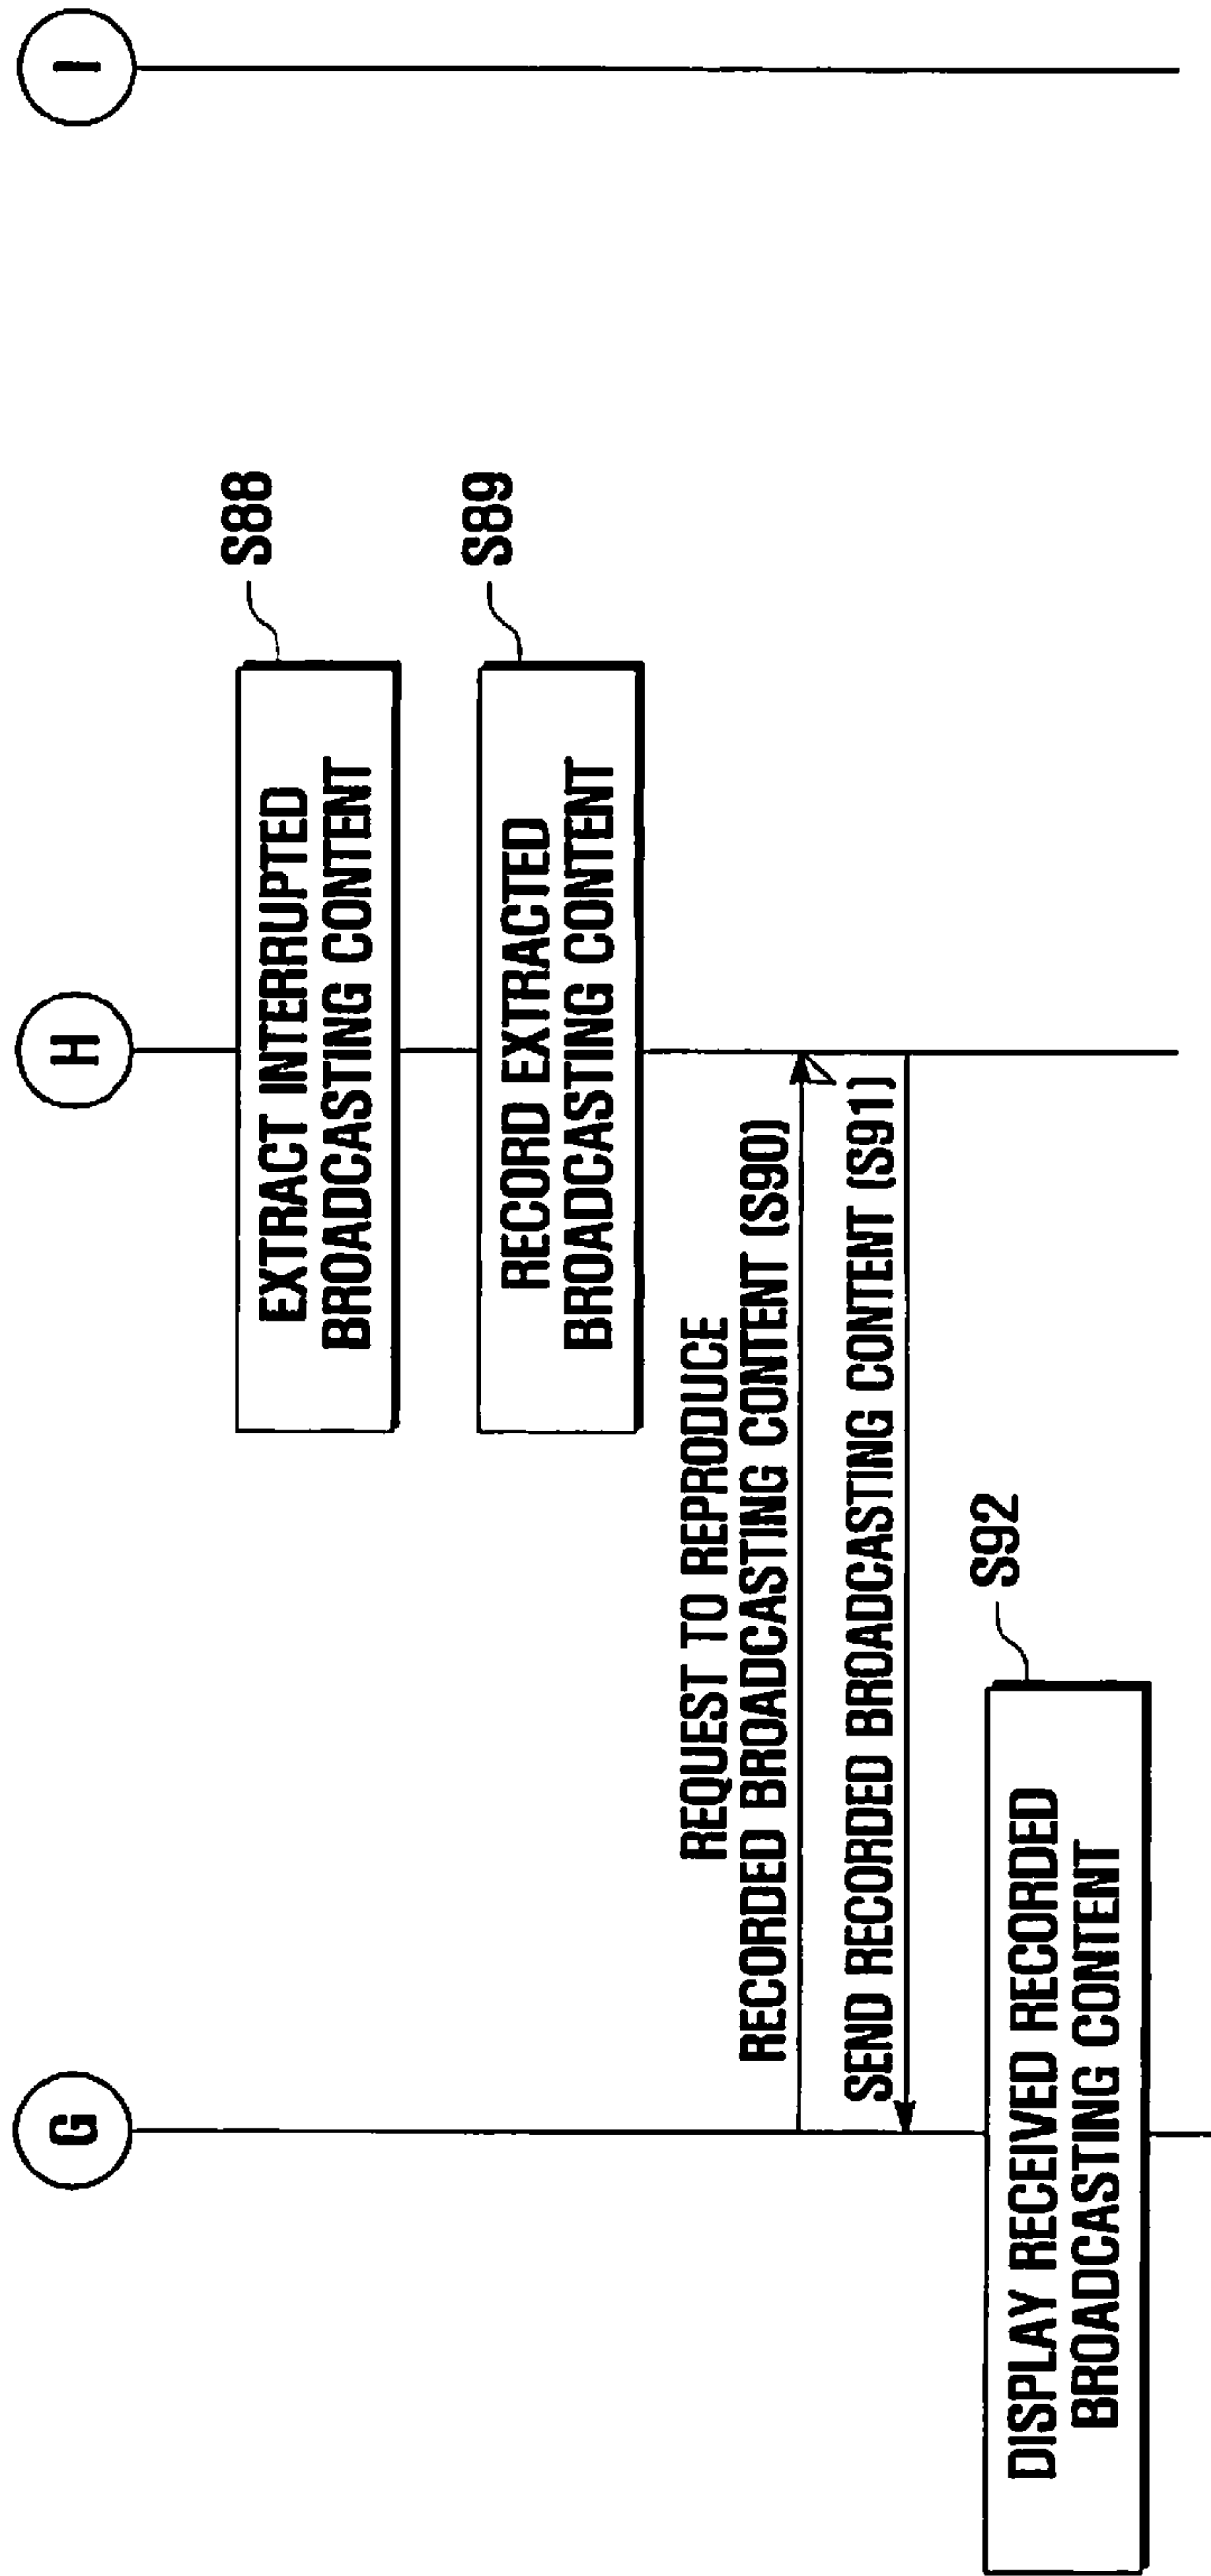 G
H
I
EXTRACT INTERRUPTED
BROADCASTING CONTENT
S88
RECORD EXTRACTED
BROADCASTING CONTENT
S89
REQUEST TO REPRODUCE
RECORDED BROADCASTING CONTENT (S90)
SEND RECORDED BROADCASTING CONTENT (S91)
DISPLAY RECEIVED RECORDED
BROADCASTING CONTENT
S92